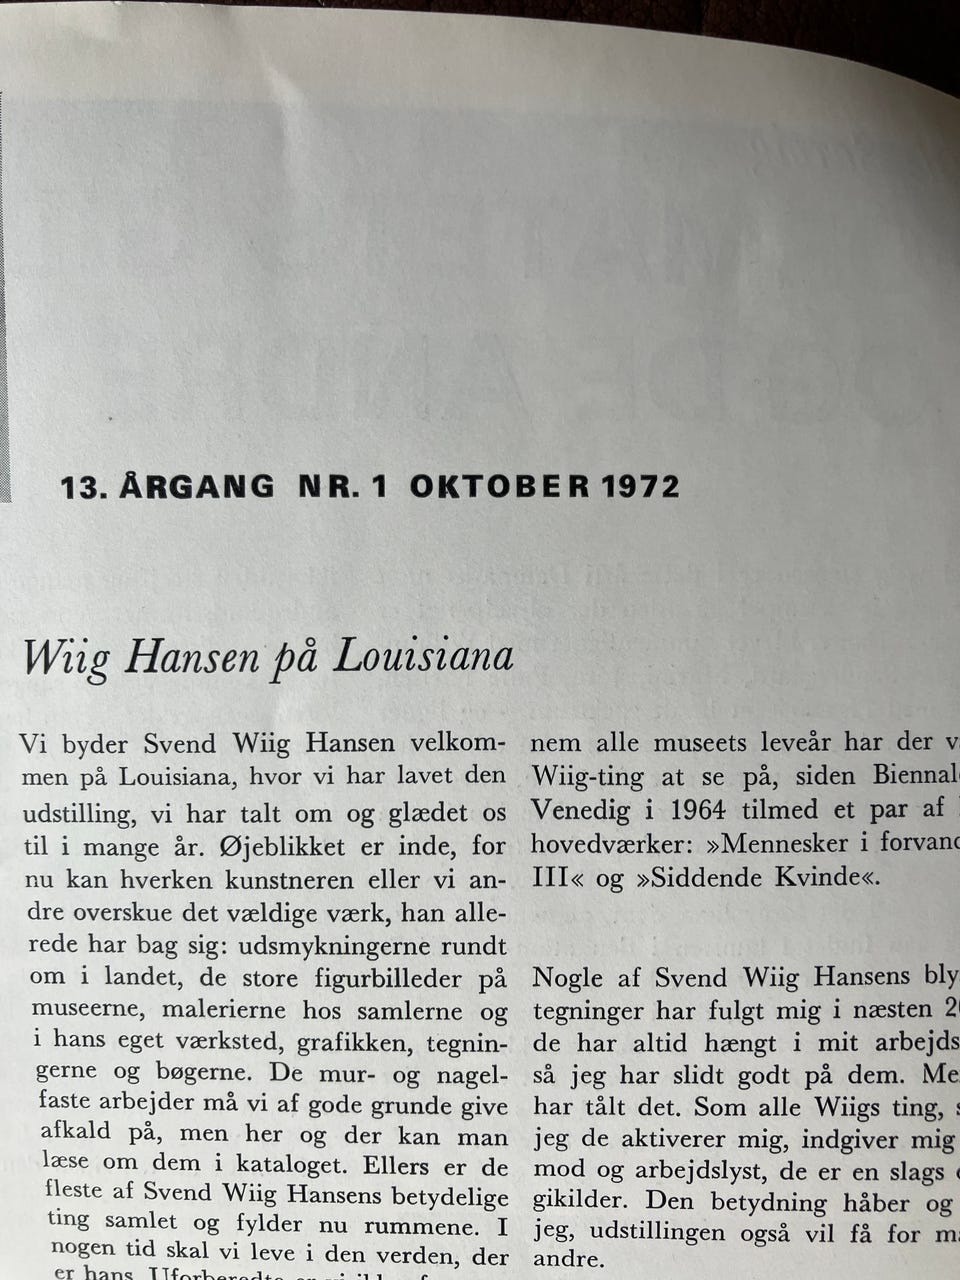 13. ÅRGANG NR. 1 OKTOBER 1972
Wiig Hansen på Louisiana
Vi byder Svend Wiig Hansen velkom-
men på Louisiana, hvor vi har lavet den
udstilling, vi har talt om og glædet os
til i mange år. Øjeblikket er inde, for
nu kan hverken kunstneren eller vi an-
dre overskue det vældige værk, han alle-
rede har bag sig: udsmykningerne rundt
om i landet, de store figurbilleder på
museerne, malerierne hos samlerne og
i hans eget værksted, grafikken, tegnin-
gerne og bøgerne. De mur- og nagel-
faste arbejder må vi af gode grunde give
afkald på, men her og der kan man
læse om dem i kataloget. Ellers er de
fleste af Svend Wiig Hansens betydelige
ting samlet og fylder nu rummene. I
nogen tid skal vi leve i den verden, der
er hans.
nem alle museets leveår har der
Wiig-ting at se på, siden
Venedig i 1964 tilmed et par af
hovedværker: »Mennesker i
III« og »Siddende Kvinde«.
Nogle af Svend Wiig Hansens
tegninger har fulgt mig i næsten
de har altid hængt i mit
så jeg har slidt godt på dem.
har tålt det. Som alle Wiigs ting,
jeg de aktiverer mig, indgiver mig
mod og arbejdslyst, de er en slags
gikilder. Den betydning håber og
jeg, udstillingen også vil få for
andre.